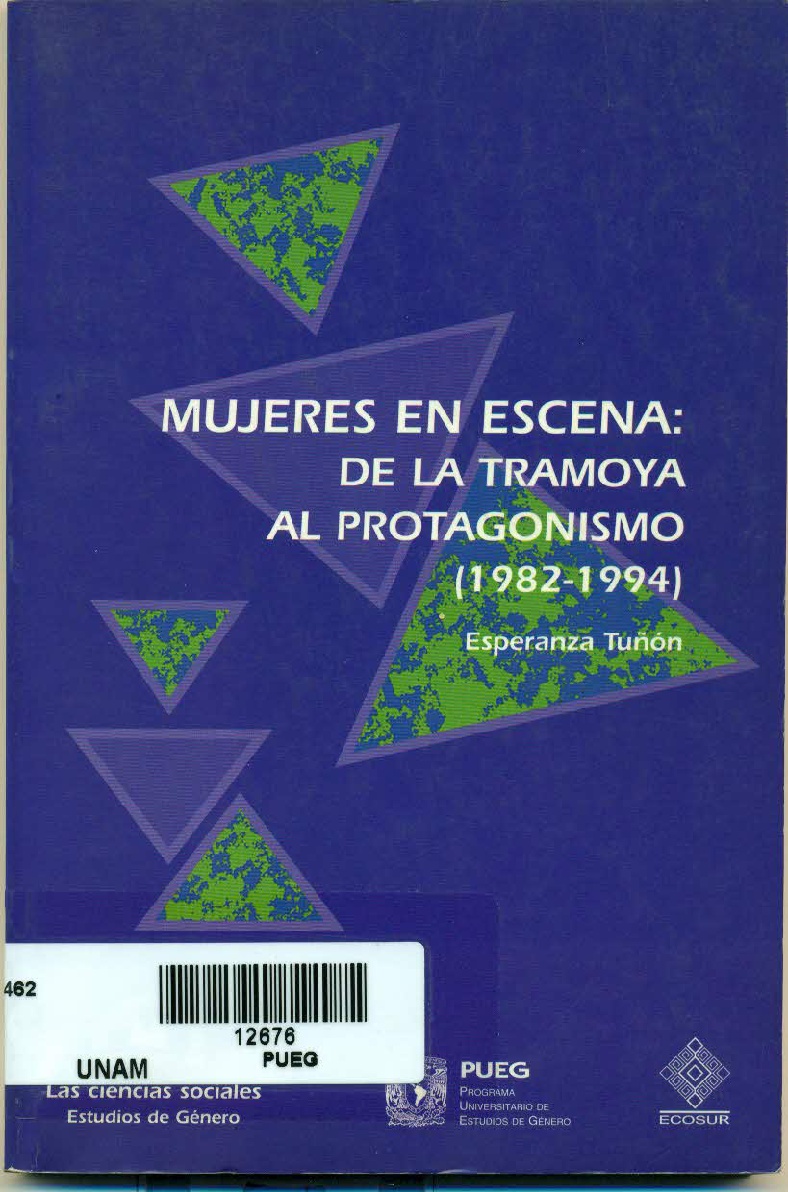 MUJERES EN ESCENA:
DE LA TRAMOYA
AL PROTAGONISMO
(1982-1994)
Esperanza Tuñón
462
12676
PUEG
UNAM
Las ciencias sociales
Estudios de Género
PUEG
PROGRAMA
UNIVERSITARIO DE
ESTUDIOS DE GÉNERO
ECOSUR